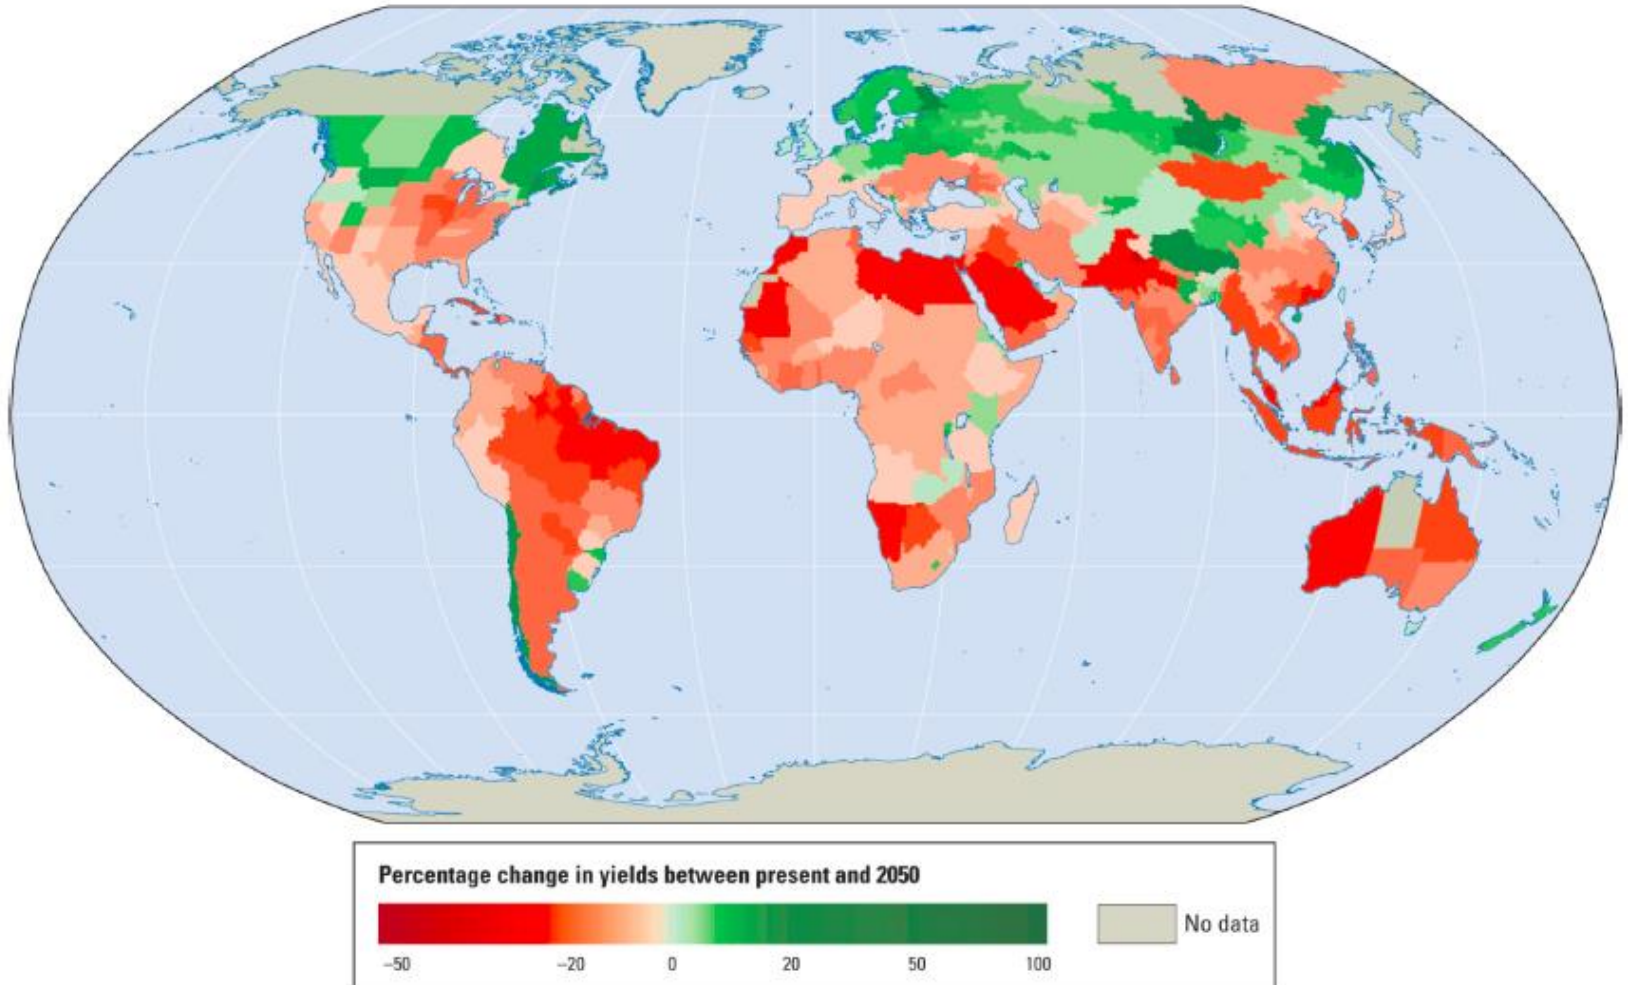 Percentage change in yields between present and 2050
No data
–50 –20 0 20 50 100